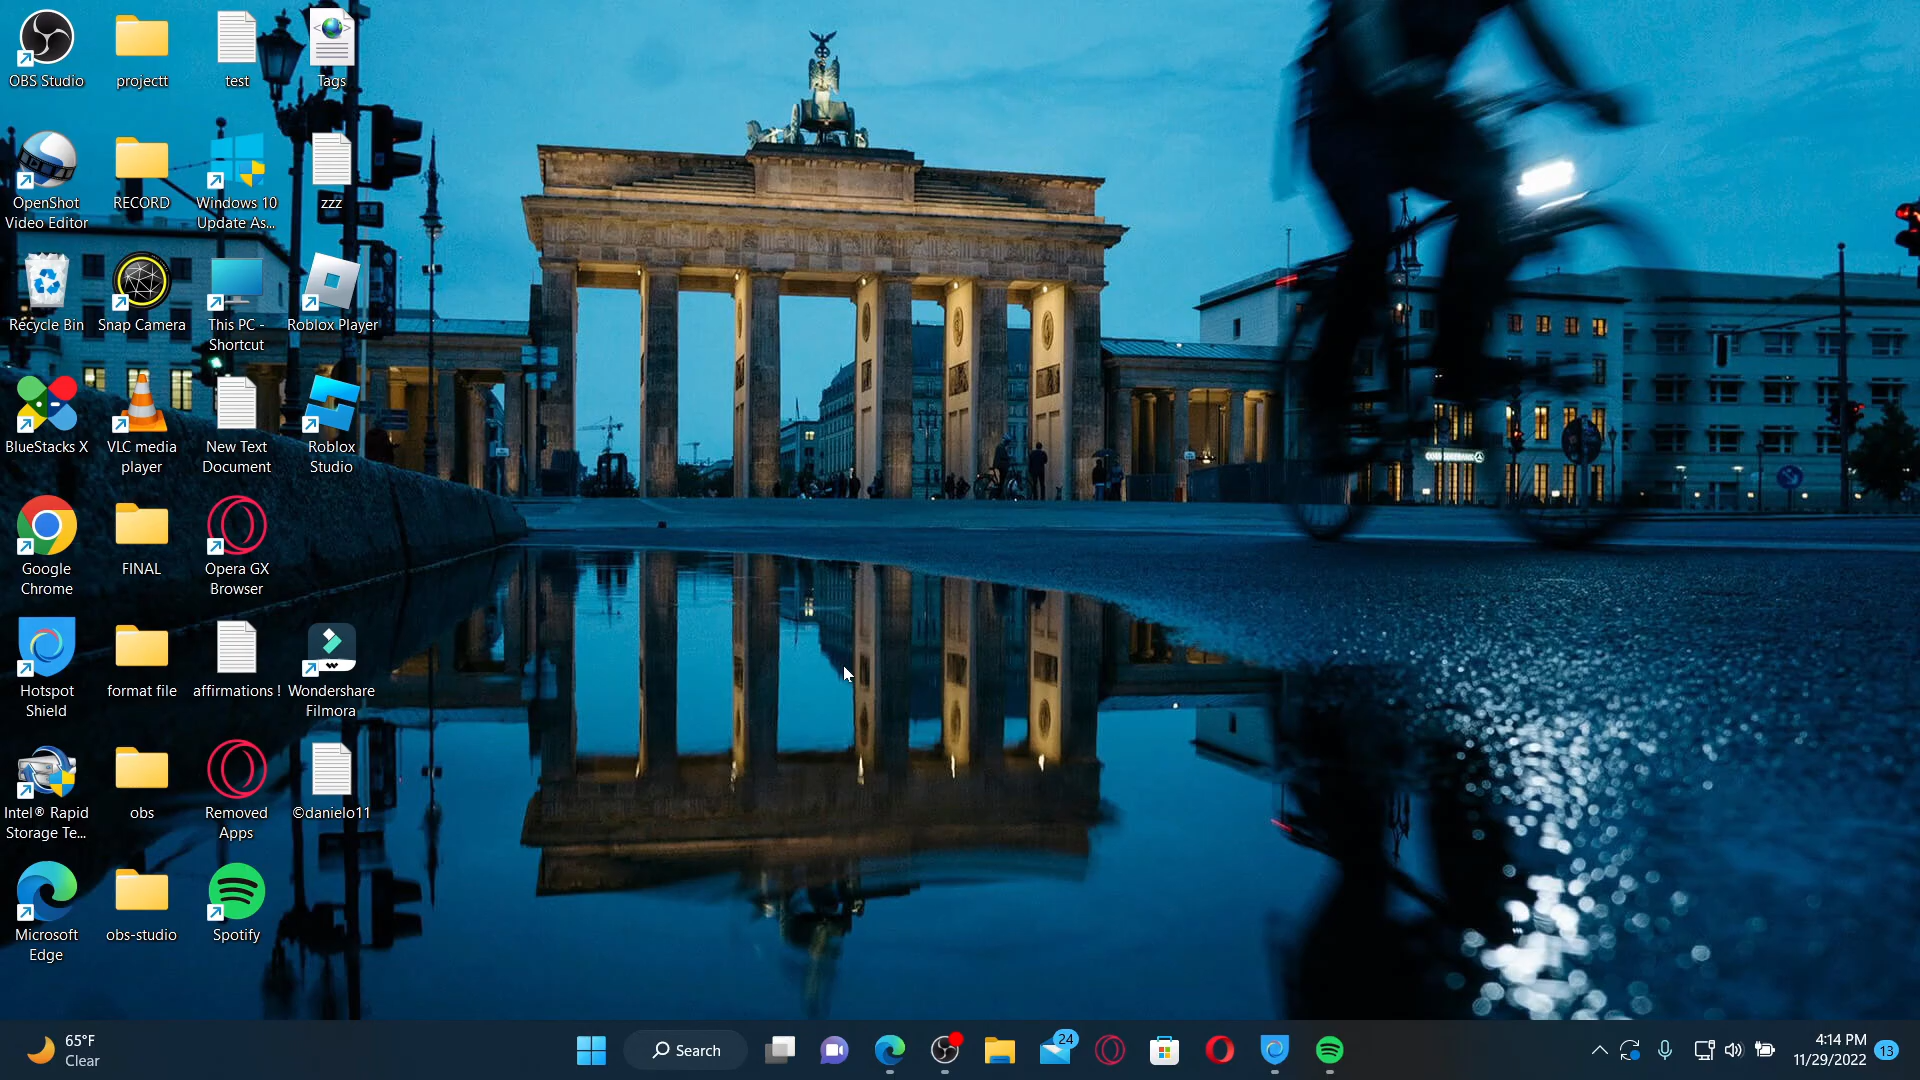 OBS Studio
projectt
test
Tags
OpenShot
Video Editor
RECORD
Windows 10
Update As...
zzz
Recycle Bin
Snap Camera
This PC -
Shortcut
Roblox Player
BlueStacks X
VLC media
player
New Text
Document
Roblox
Studio
Google
Chrome
FINAL
Opera GX
Browser
Hotspot
Shield
format file
affirmations !
Wondershare
Filmora
Intel® Rapid
Storage Te...
obs
Removed
Apps
©danielo11
Microsoft
Edge
obs-studio
Spotify
65°F
Clear
Search
24
4:14 PM
11/29/2022
13